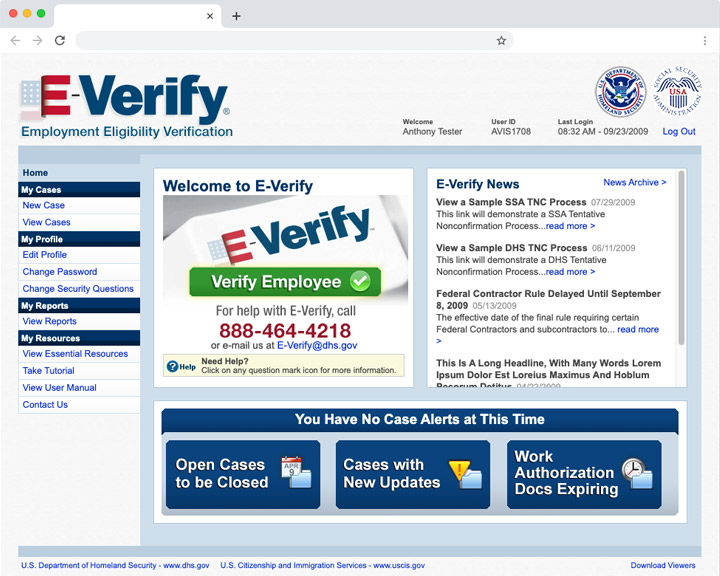 E-Verify®
Employment Eligibility Verification
U.S. DEPARTMENT OF HOMELAND SECURITY
SOCIAL SECURITY ADMINISTRATION
USA
Welcome
Anthony Tester
User ID
AVIS1708
Last Login
08:32 AM - 09/23/2009
Log Out
Home
My Cases
New Case
View Cases
My Profile
Edit Profile
Change Password
Change Security Questions
My Reports
View Reports
My Resources
View Essential Resources
Take Tutorial
View User Manual
Contact Us
Welcome to E-Verify
E-Verify
Verify Employee
For help with E-Verify, call
888-464-4218
or e-mail us at E-Verify@dhs.gov
Help
Need Help?
Click on any question mark icon for more information.
E-Verify News
News Archive >
View a Sample SSA TNC Process 07/29/2009
This link will demonstrate a SSA Tentative
Nonconfirmation Process...read more >
View a Sample DHS TNC Process 06/11/2009
This link will demonstrate a DHS Tentative
Nonconfirmation Process...read more >
Federal Contractor Rule Delayed Until September
8, 2009 05/13/2009
The effective date of the final rule requiring certain
Federal Contractors and subcontractors to... read more
>
This Is A Long Headline, With Many Words Lorem
Ipsum Dolor Est Loreius Maximus And Hoblum
Pecorum Detitus 04/22/2009
You Have No Case Alerts at This Time
Open Cases
to be Closed
APR
9
Cases with
New Updates
Work
Authorization
Docs Expiring
U.S. Department of Homeland Security - www.dhs.gov
U.S. Citizenship and Immigration Services - www.uscis.gov
Download Viewers